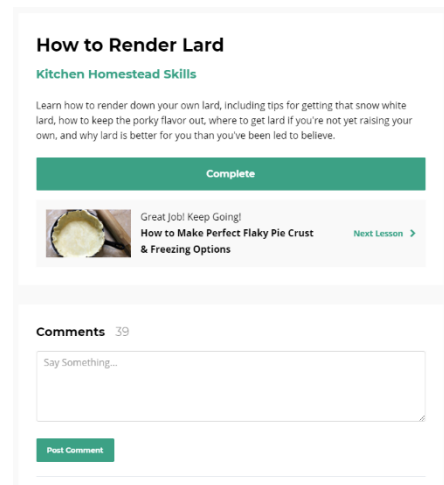 How to Render Lard
Kitchen Homestead Skills
Learn how to render down your own lard, including tips for getting that snow white
lard, how to keep the porky flavor out, where to get lard if you're not yet raising your
own, and why lard is better for you than you've been led to believe.
Complete
Great Job! Keep Going!
How to Make Perfect Flaky Pie Crust
& Freezing Options
Next Lesson
Comments 39
Say Something...
Post Comment